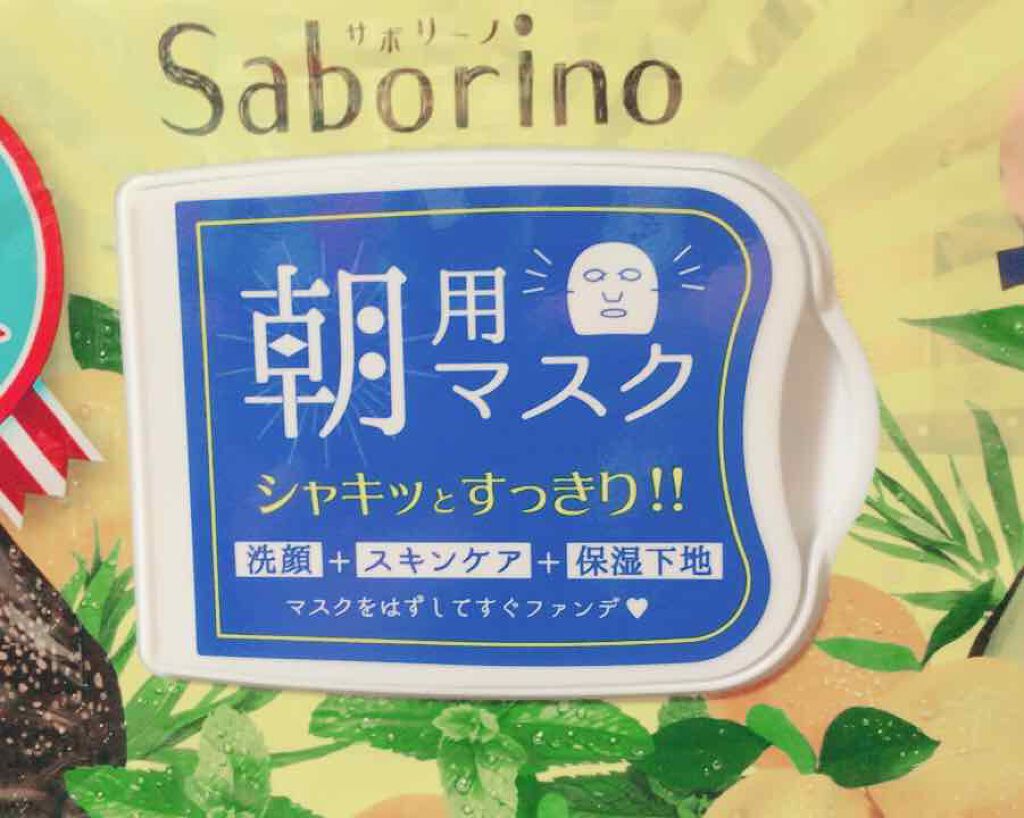 サボリーノ
Saborino
朝用
マスク
シャキッとすっきり!!
洗顔+スキンケア+保湿下地
マスクをはずしてすぐファンデ♥